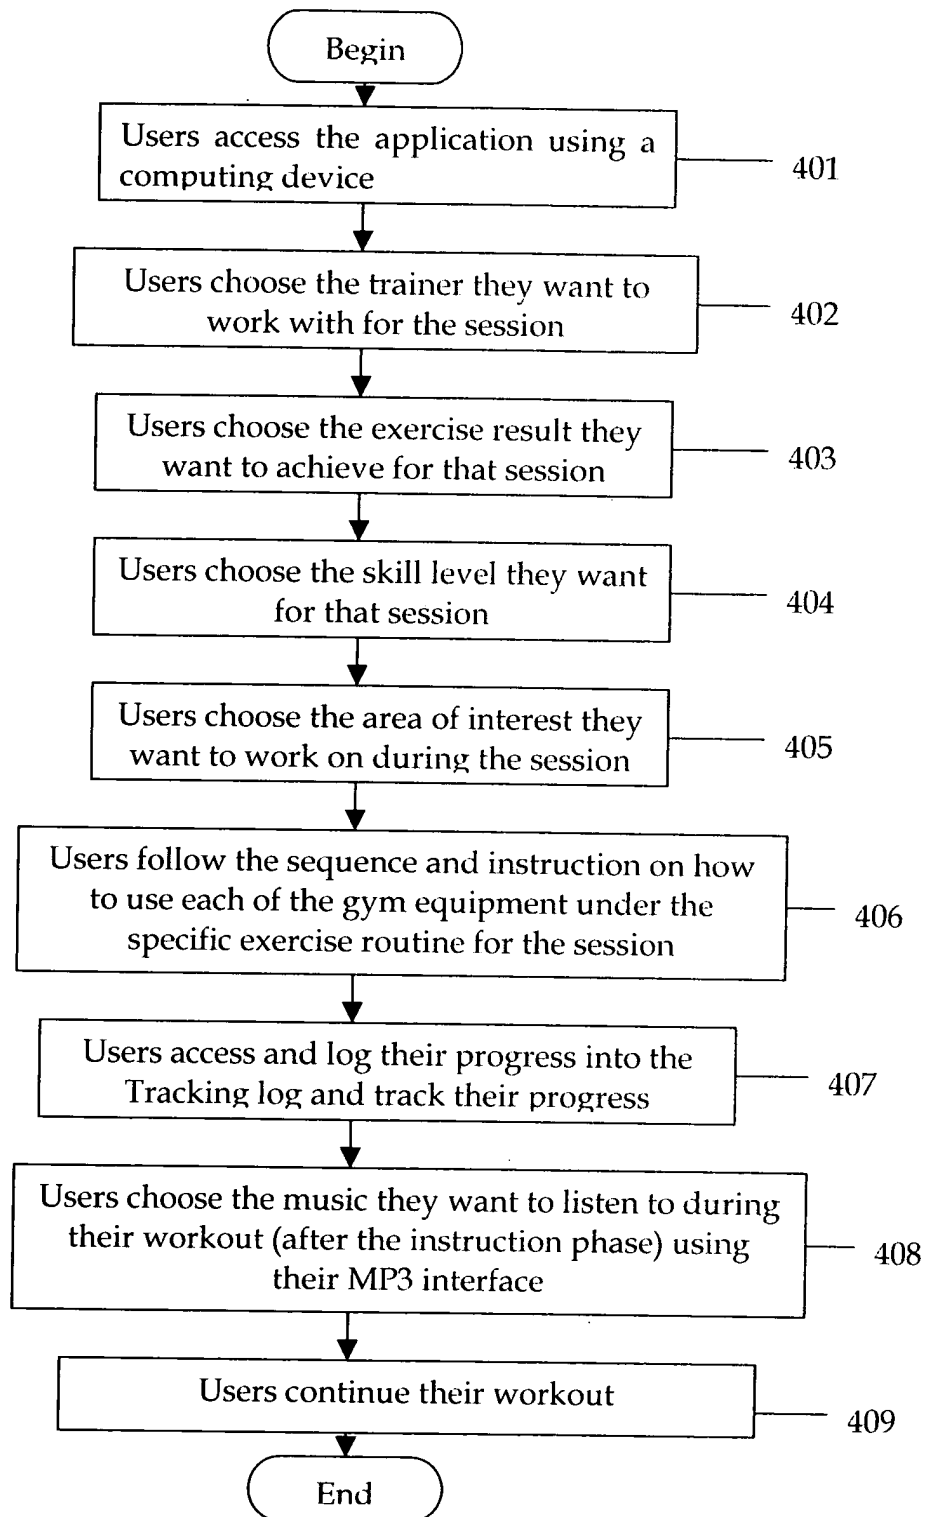 Begin
Users access the application using a
computing device
401
Users choose the trainer they want to
work with for the session
402
Users choose the exercise result they
want to achieve for that session
403
Users choose the skill level they want
for that session
404
Users choose the area of interest they
want to work on during the session
405
Users follow the sequence and instruction on how
to use each of the gym equipment under the
specific exercise routine for the session
406
Users access and log their progress into the
Tracking log and track their progress
407
Users choose the music they want to listen to during
their workout (after the instruction phase) using
their MP3 interface
408
Users continue their workout
409
End